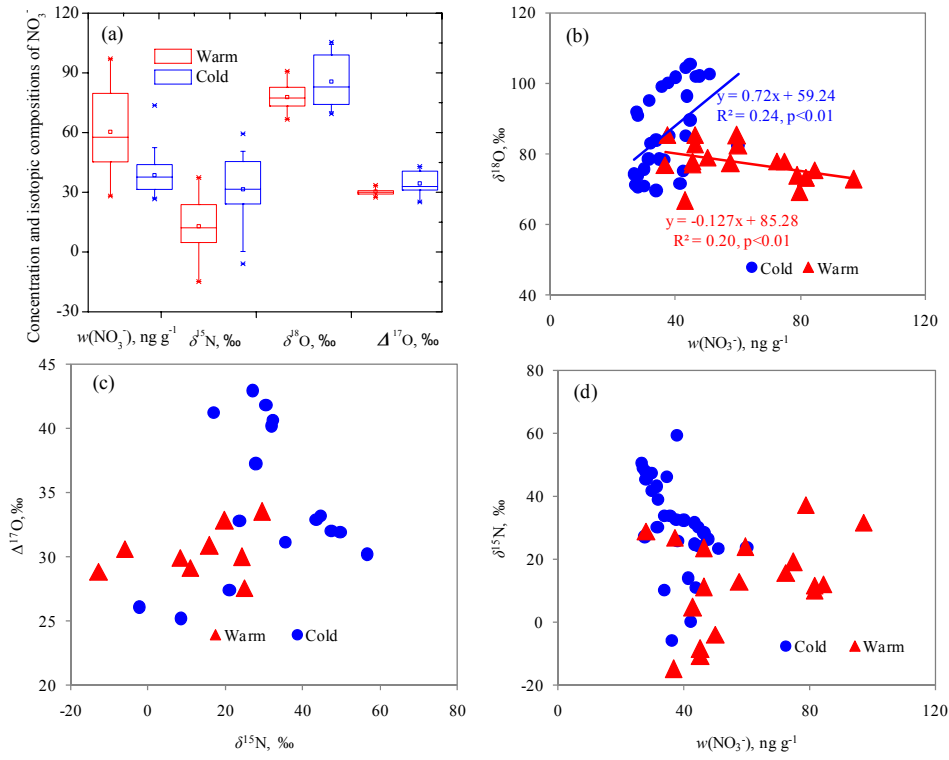 (a)
Warm
Cold
Concentration and isotopic compositions of NO₃⁻
120
90
60
30
0
-30
w(NO₃⁻), ng g⁻¹ δ¹⁵N, ‰ δ¹⁸O, ‰ Δ¹⁷O, ‰
(b)
δ¹⁸O, ‰
120
100
80
60
40
y = 0.72x + 59.24
R² = 0.24, p<0.01
y = -0.127x + 85.28
R² = 0.20, p<0.01
Cold Warm
0 40 80 120
w(NO₃⁻), ng g⁻¹
(c)
Δ¹⁷O, ‰
45
40
35
30
25
20
Warm Cold
-20 0 20 40 60 80
δ¹⁵N, ‰
(d)
δ¹⁵N, ‰
80
60
40
20
0
-20
Cold Warm
0 40 80 120
w(NO₃⁻), ng g⁻¹